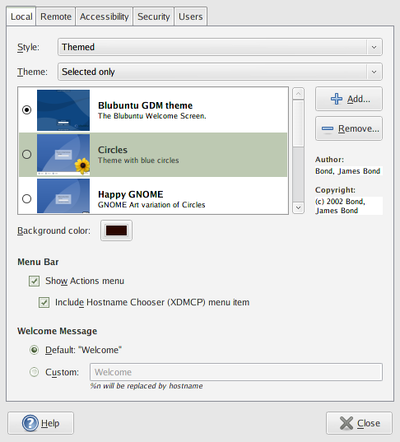 Local Remote Accessibility Security Users
Style: Themed
Theme: Selected only
Blubuntu GDM theme
The Blubuntu Welcome Screen.
Circles
Theme with blue circles
Happy GNOME
GNOME Art variation of Circles
Add...
Remove...
Author:
Bond, James Bond
Copyright:
(c) 2002 Bond,
James Bond
Background color:
Menu Bar
Show Actions menu
Include Hostname Chooser (XDMCP) menu item
Welcome Message
Default: "Welcome"
Custom: Welcome
%n will be replaced by hostname
Help Close